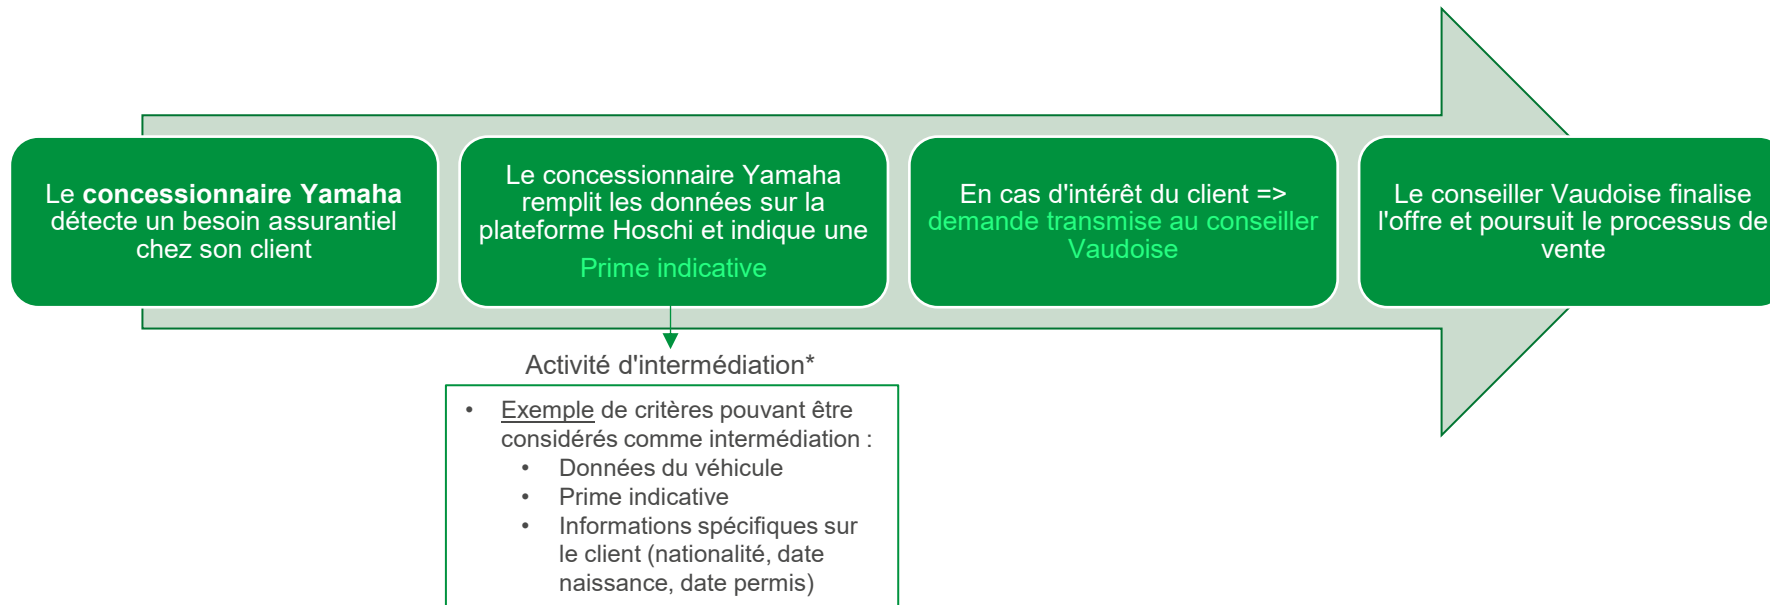 Le concessionnaire Yamaha
détecte un besoin assurantiel
chez son client
Le concessionnaire Yamaha
remplit les données sur la
plateforme Hoschi et indique une
Prime indicative
En cas d'intérêt du client =>
demande transmise au conseiller
Vaudoise
Le conseiller Vaudoise finalise
l'offre et poursuit le processus de
vente
Activité d'intermédiation*
• Exemple de critères pouvant être
considérés comme intermédiation :
• Données du véhicule
• Prime indicative
• Informations spécifiques sur
le client (nationalité, date
naissance, date permis)